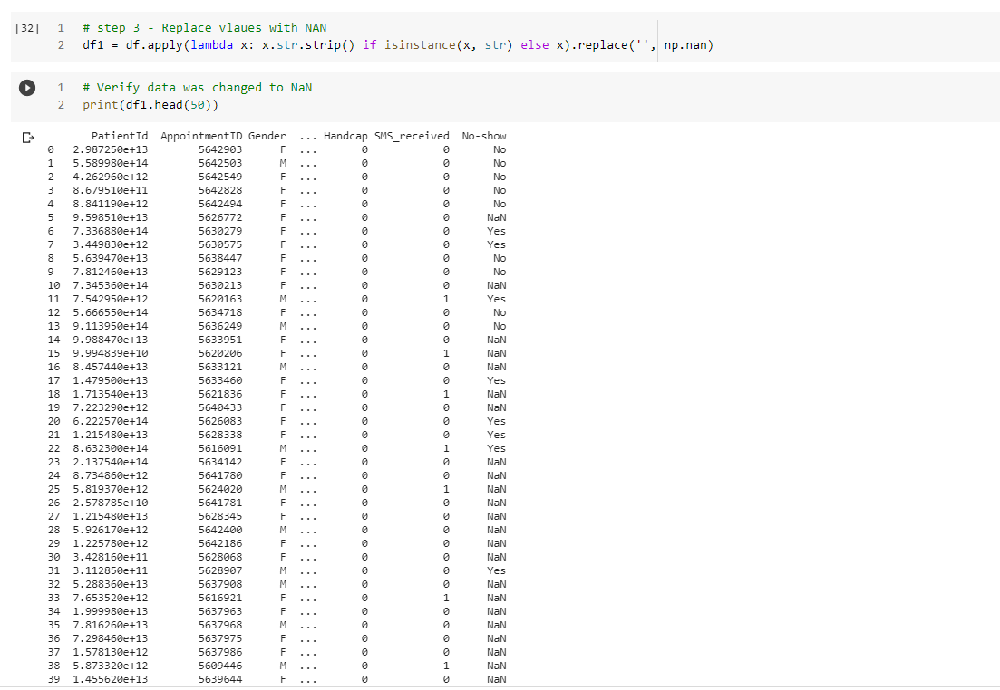 [32] 1 # step 3 - Replace vlaues with NAN
2 df1 = df.apply(lambda x: x.str.strip() if isinstance(x, str) else x).replace('', np.nan)
1 # Verify data was changed to NaN
2 print(df1.head(50))
PatientId AppointmentID Gender ... Handcap SMS_received No-show
0 2.987250e+13 5642903 F ... 0 0 No
1 5.589980e+14 5642503 M ... 0 0 No
2 4.262960e+12 5642549 F ... 0 0 No
3 8.679510e+11 5642828 F ... 0 0 No
4 8.841190e+12 5642494 F ... 0 0 No
5 9.598510e+13 5626772 F ... 0 0 NaN
6 7.336880e+14 5630279 F ... 0 0 Yes
7 3.449830e+12 5630575 F ... 0 0 Yes
8 5.639470e+13 5638447 F ... 0 0 No
9 7.812460e+13 5629123 F ... 0 0 No
10 7.345360e+14 5630213 F ... 0 0 NaN
11 7.542950e+12 5620163 M ... 0 1 Yes
12 5.666550e+14 5634718 F ... 0 0 No
13 9.113950e+14 5636249 M ... 0 0 No
14 9.988470e+13 5633951 F ... 0 0 NaN
15 9.994839e+10 5620206 F ... 0 1 NaN
16 8.457440e+13 5633121 M ... 0 0 NaN
17 1.479500e+13 5633460 F ... 0 0 Yes
18 1.713540e+13 5621836 F ... 0 1 NaN
19 7.223290e+12 5640433 F ... 0 0 NaN
20 6.222570e+14 5626083 F ... 0 0 Yes
21 1.215480e+13 5628338 F ... 0 0 Yes
22 8.632300e+14 5616091 M ... 0 1 Yes
23 2.137540e+14 5634142 F ... 0 0 NaN
24 8.734860e+12 5641780 F ... 0 0 NaN
25 5.819370e+12 5624020 M ... 0 1 NaN
26 2.578785e+10 5641781 F ... 0 0 NaN
27 1.215480e+13 5628345 F ... 0 0 NaN
28 5.926170e+12 5642400 M ... 0 0 NaN
29 1.225780e+12 5642186 F ... 0 0 NaN
30 3.428160e+11 5628068 F ... 0 0 NaN
31 3.112850e+11 5628907 M ... 0 0 Yes
32 5.288360e+13 5637908 M ... 0 0 NaN
33 7.653520e+12 5616921 F ... 0 1 NaN
34 1.999980e+13 5637963 F ... 0 0 NaN
35 7.816260e+13 5637968 M ... 0 0 NaN
36 7.298460e+13 5637975 F ... 0 0 NaN
37 1.578130e+12 5637986 F ... 0 0 NaN
38 5.873320e+12 5609446 M ... 0 1 NaN
39 1.455620e+13 5639644 F ... 0 0 NaN